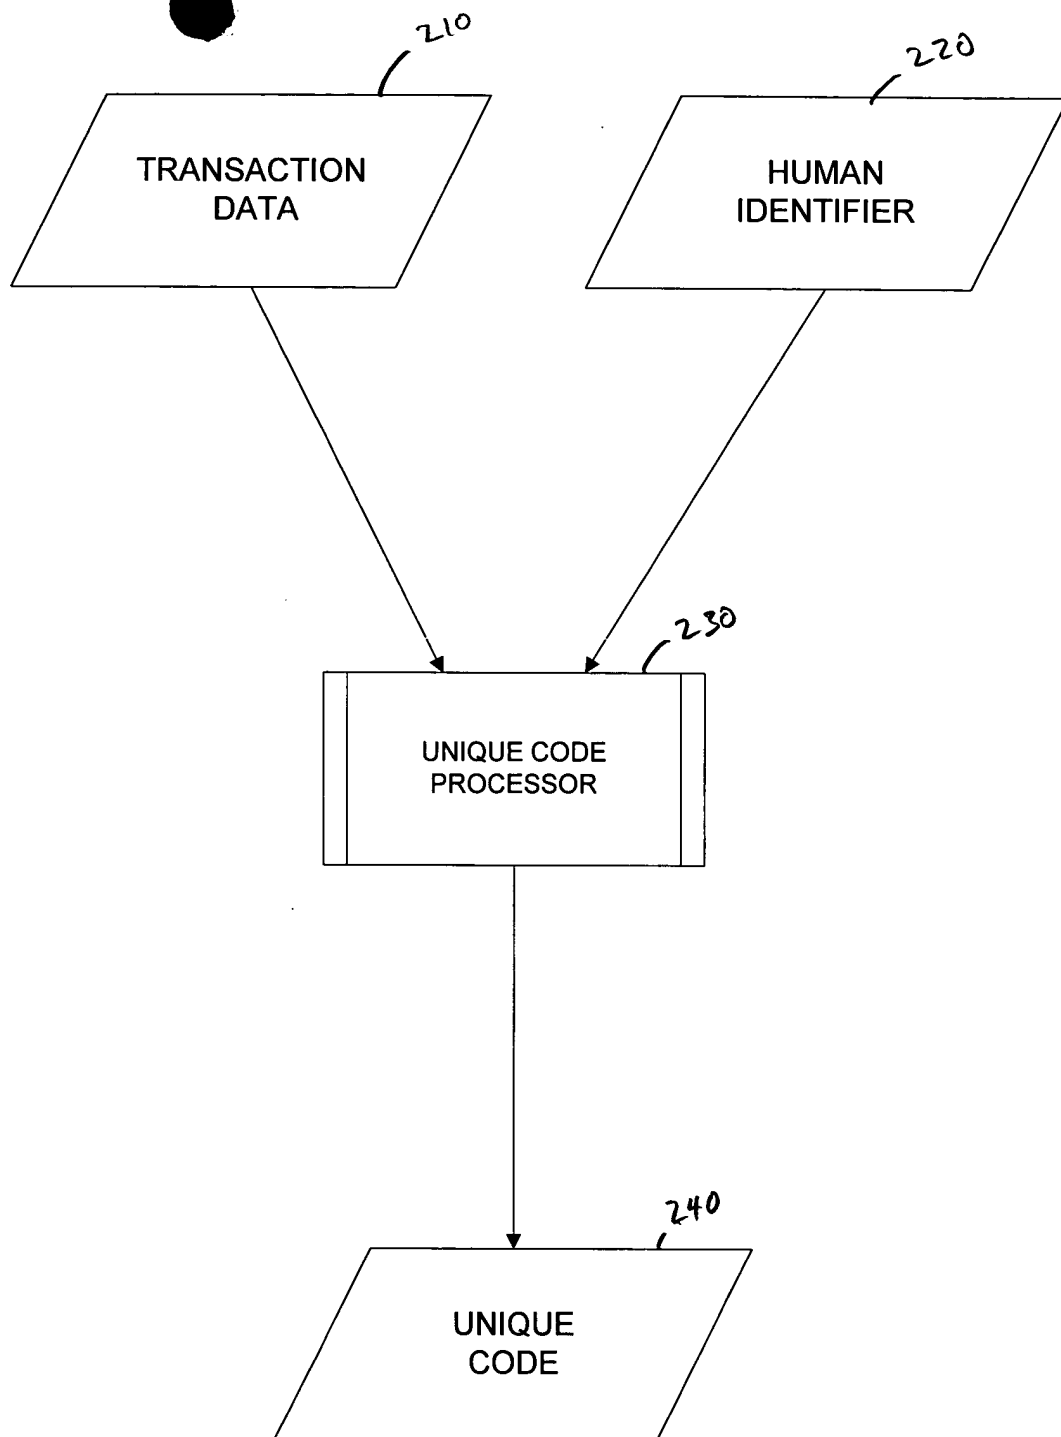 210
220
TRANSACTION
DATA
HUMAN
IDENTIFIER
230
UNIQUE CODE
PROCESSOR
240
UNIQUE
CODE